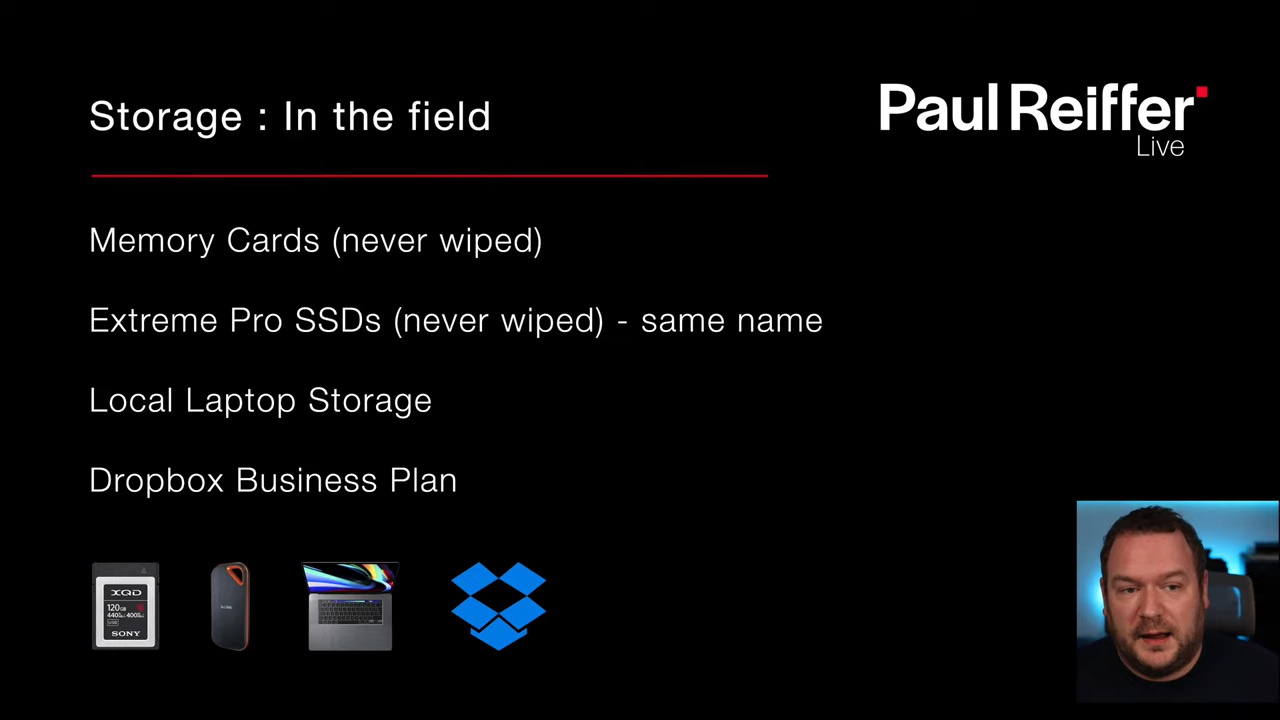 Storage : In the field
Paul Reiffer
Live
Memory Cards (never wiped)
Extreme Pro SSDs (never wiped) - same name
Local Laptop Storage
Dropbox Business Plan
XQD
120GB
SONY